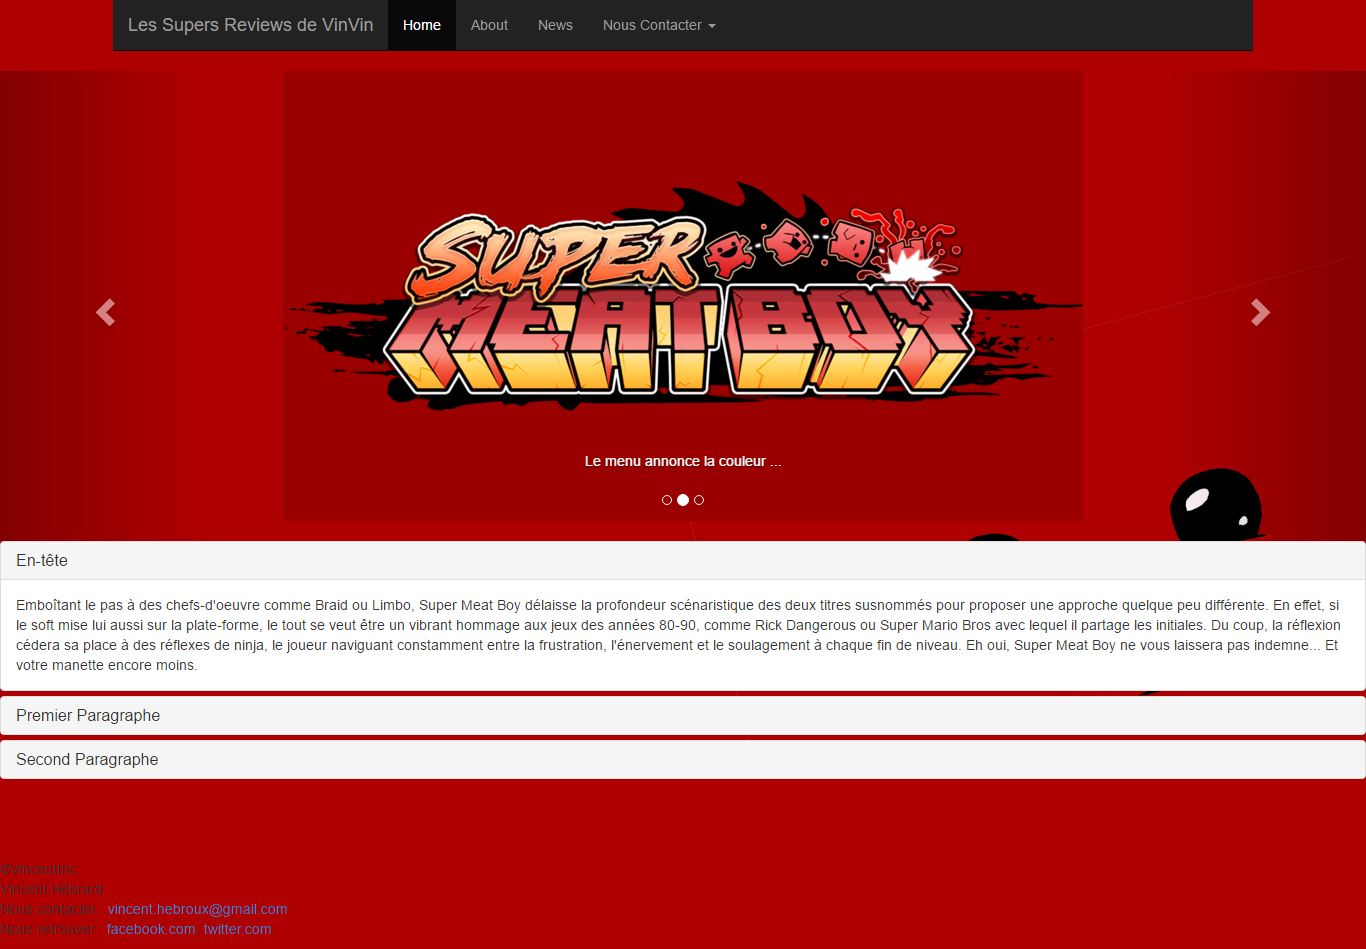 Les Supers Reviews de VinVin Home About News Nous Contacter
SUPER
MEAT BOY
Le menu annonce la couleur ...
En-tête
Emboîtant le pas à des chefs-d'oeuvre comme Braid ou Limbo, Super Meat Boy délaisse la profondeur scénaristique des deux titres susnommés pour proposer une approche quelque peu différente. En effet, si
le soft mise lui aussi sur la plate-forme, le tout se veut être un vibrant hommage aux jeux des années 80-90, comme Rick Dangerous ou Super Mario Bros avec lequel il partage les initiales. Du coup, la réflexion
cédera sa place à des réflexes de ninja, le joueur naviguant constamment entre la frustration, l'énervement et le soulagement à chaque fin de niveau. Eh oui, Super Meat Boy ne vous laissera pas indemne... Et
votre manette encore moins.
Premier Paragraphe
Second Paragraphe
Vincent Hébrard
Nous contacter : vincent.hebroux@gmail.com
Nous retrouver : facebook.com twitter.com